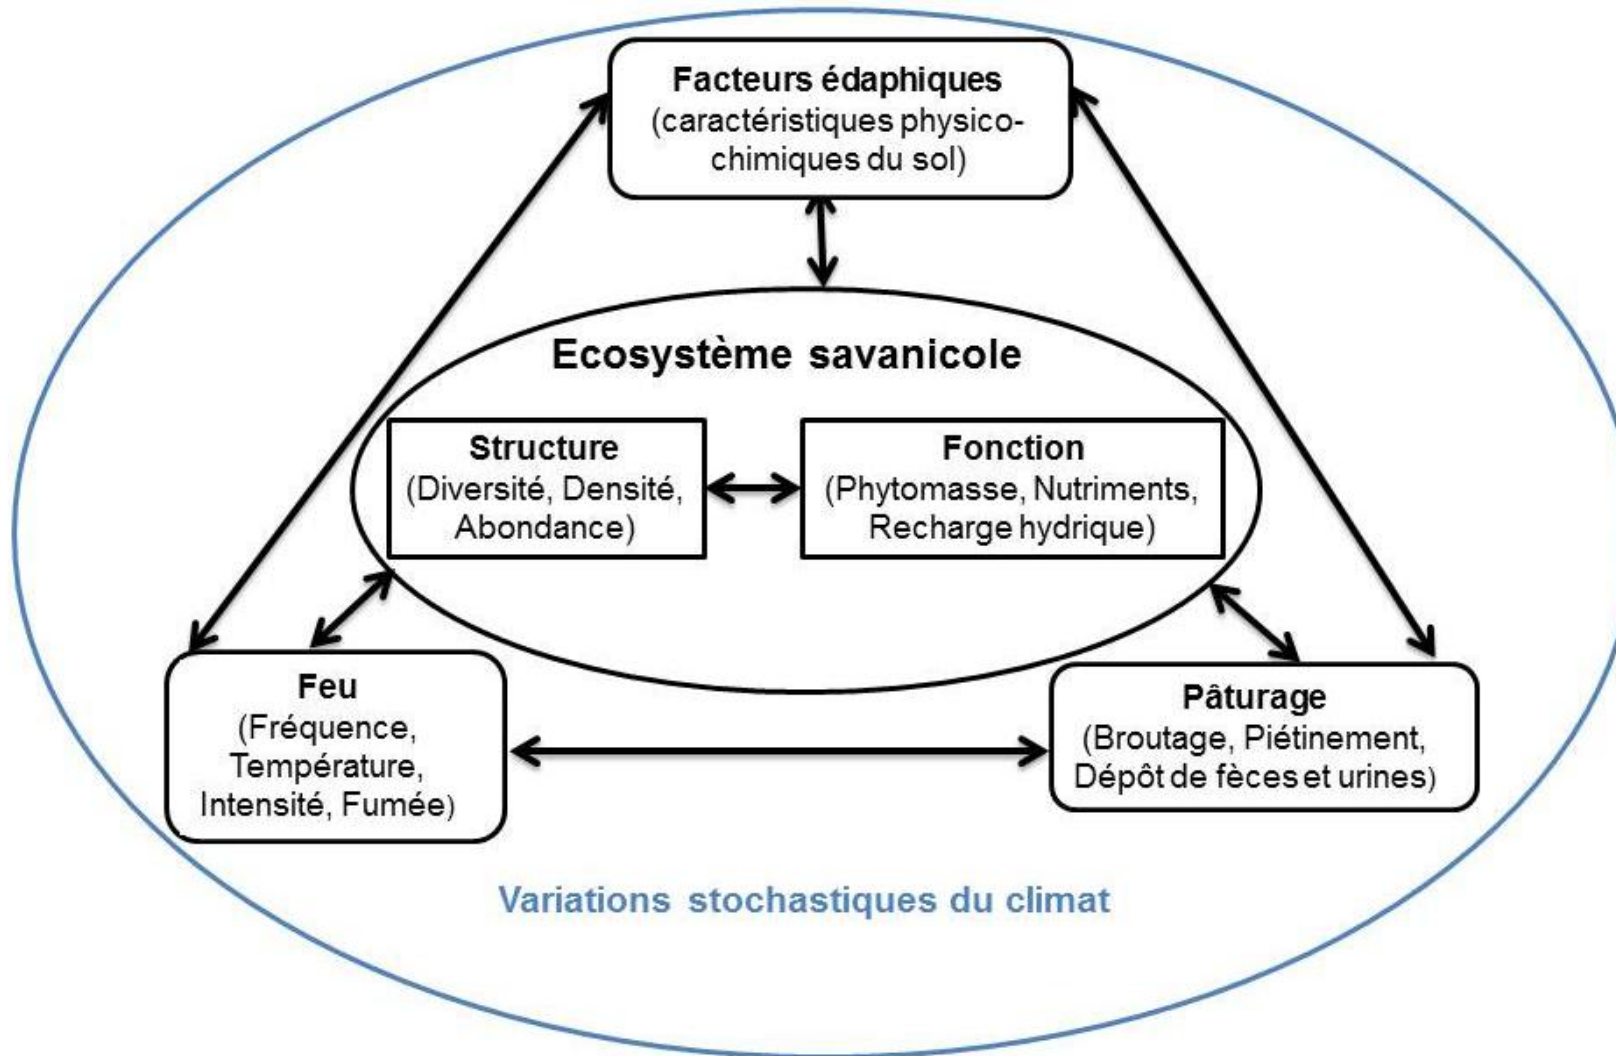 Facteurs édaphiques
(caractéristiques physico-
chimiques du sol)
Ecosystème savanicole
Structure
(Diversité, Densité,
Abondance)
Fonction
(Phytomasse, Nutriments,
Recharge hydrique)
Feu
(Fréquence,
Température,
Intensité, Fumée)
Pâturage
(Broutage, Piétinement,
Dépôt de fèces et urines)
Variations stochastiques du climat